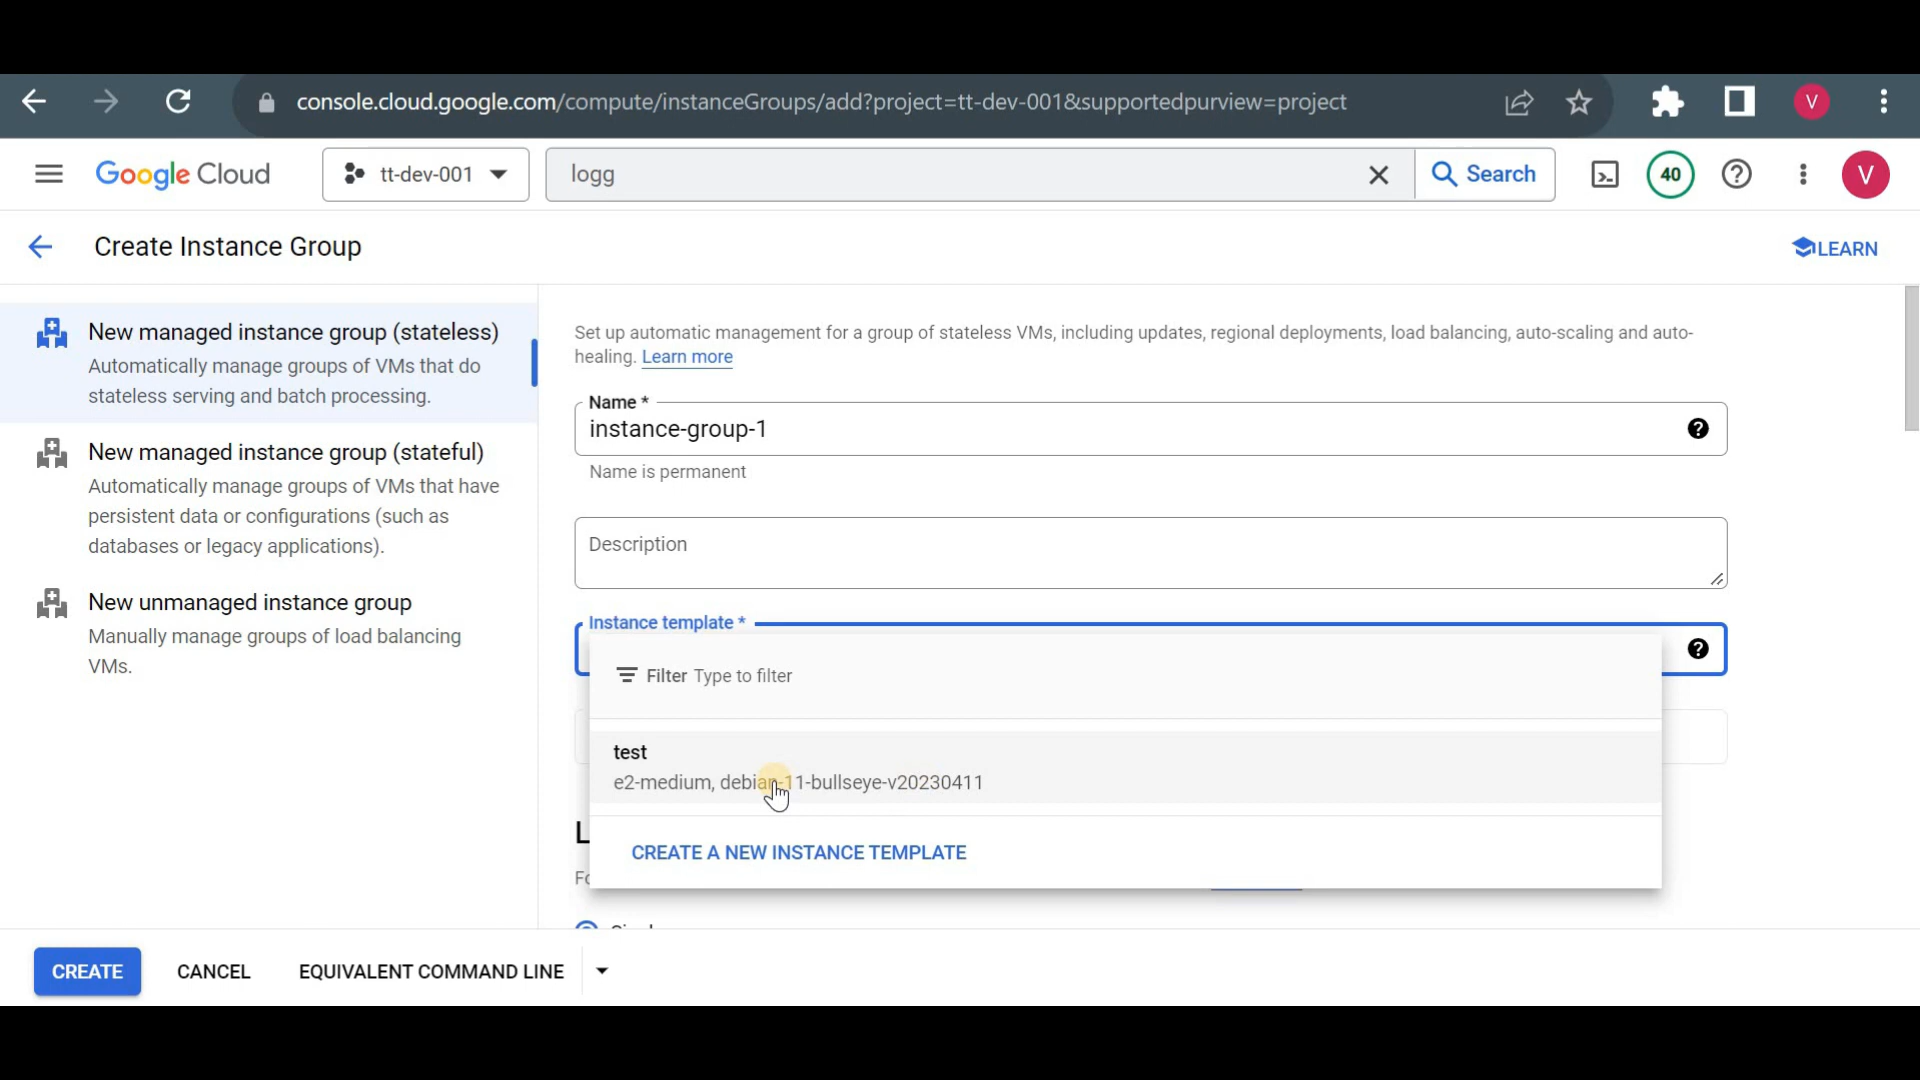 console.cloud.google.com/compute/instanceGroups/add?project=tt-dev-001&supportedpurview=project
V
Google Cloud
tt-dev-001
logg
Search
40
V
Create Instance Group
LEARN
New managed instance group (stateless)
Automatically manage groups of VMs that do
stateless serving and batch processing.
New managed instance group (stateful)
Automatically manage groups of VMs that have
persistent data or configurations (such as
databases or legacy applications).
New unmanaged instance group
Manually manage groups of load balancing
VMs.
Set up automatic management for a group of stateless VMs, including updates, regional deployments, load balancing, auto-scaling and auto-
healing. Learn more
Name *
instance-group-1
Name is permanent
Description
Instance template *
Filter Type to filter
test
e2-medium, debian-11-bullseye-v20230411
CREATE A NEW INSTANCE TEMPLATE
CREATE
CANCEL
EQUIVALENT COMMAND LINE